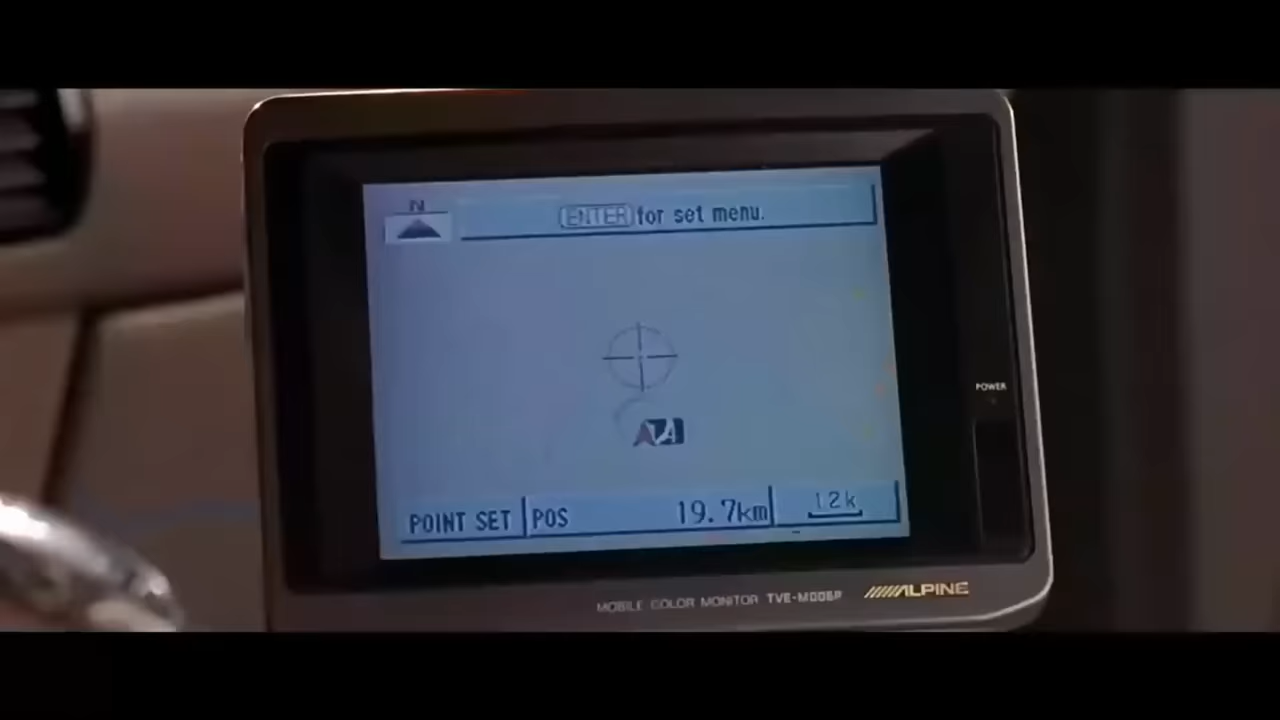 N
ENTER for set menu.
POWER
POINT SET POS 19.7km 12k
MOBILE COLOR MONITOR TVE-M006P ALPINE